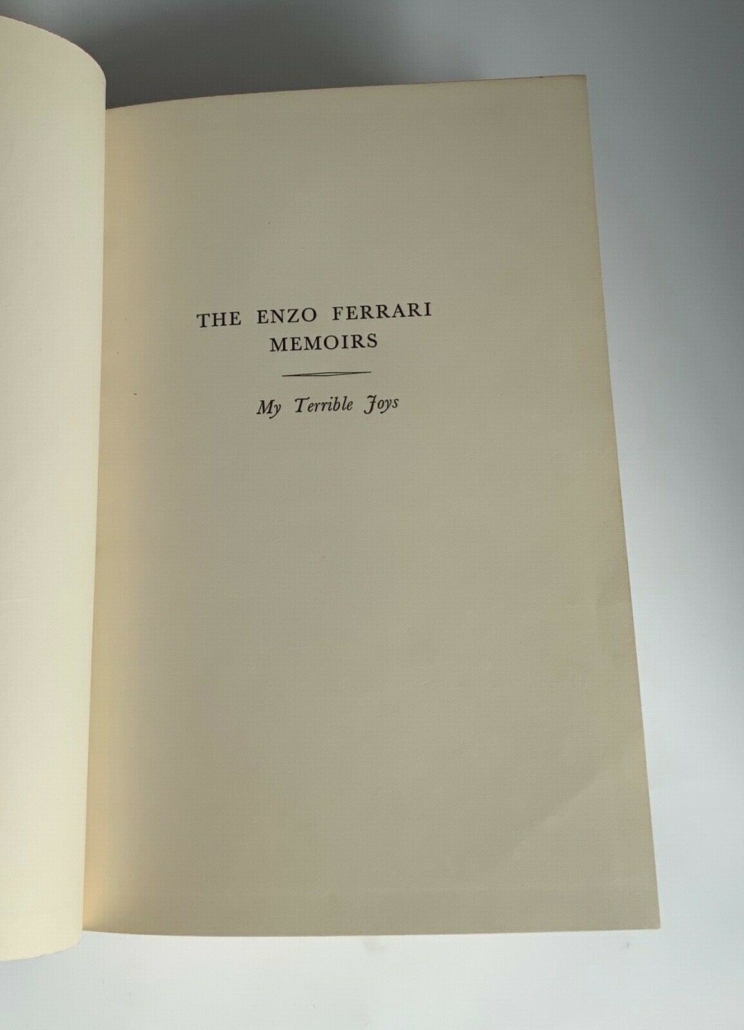 THE ENZO FERRARI
MEMOIRS
My Terrible Joys